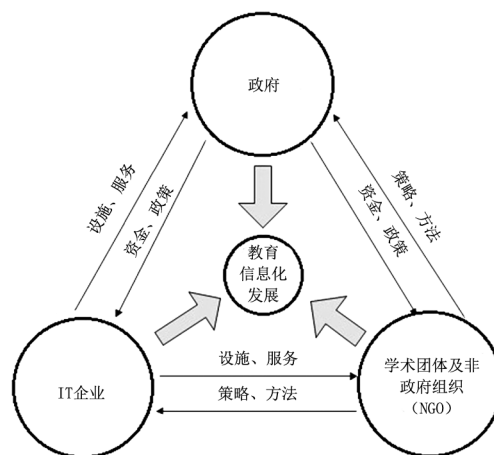 政府
设施、服务
资金、政策
资金、政策
策略、方法
教育
信息化
发展
IT企业
设施、服务
策略、方法
学术团体及非
政府组织
(NGO)